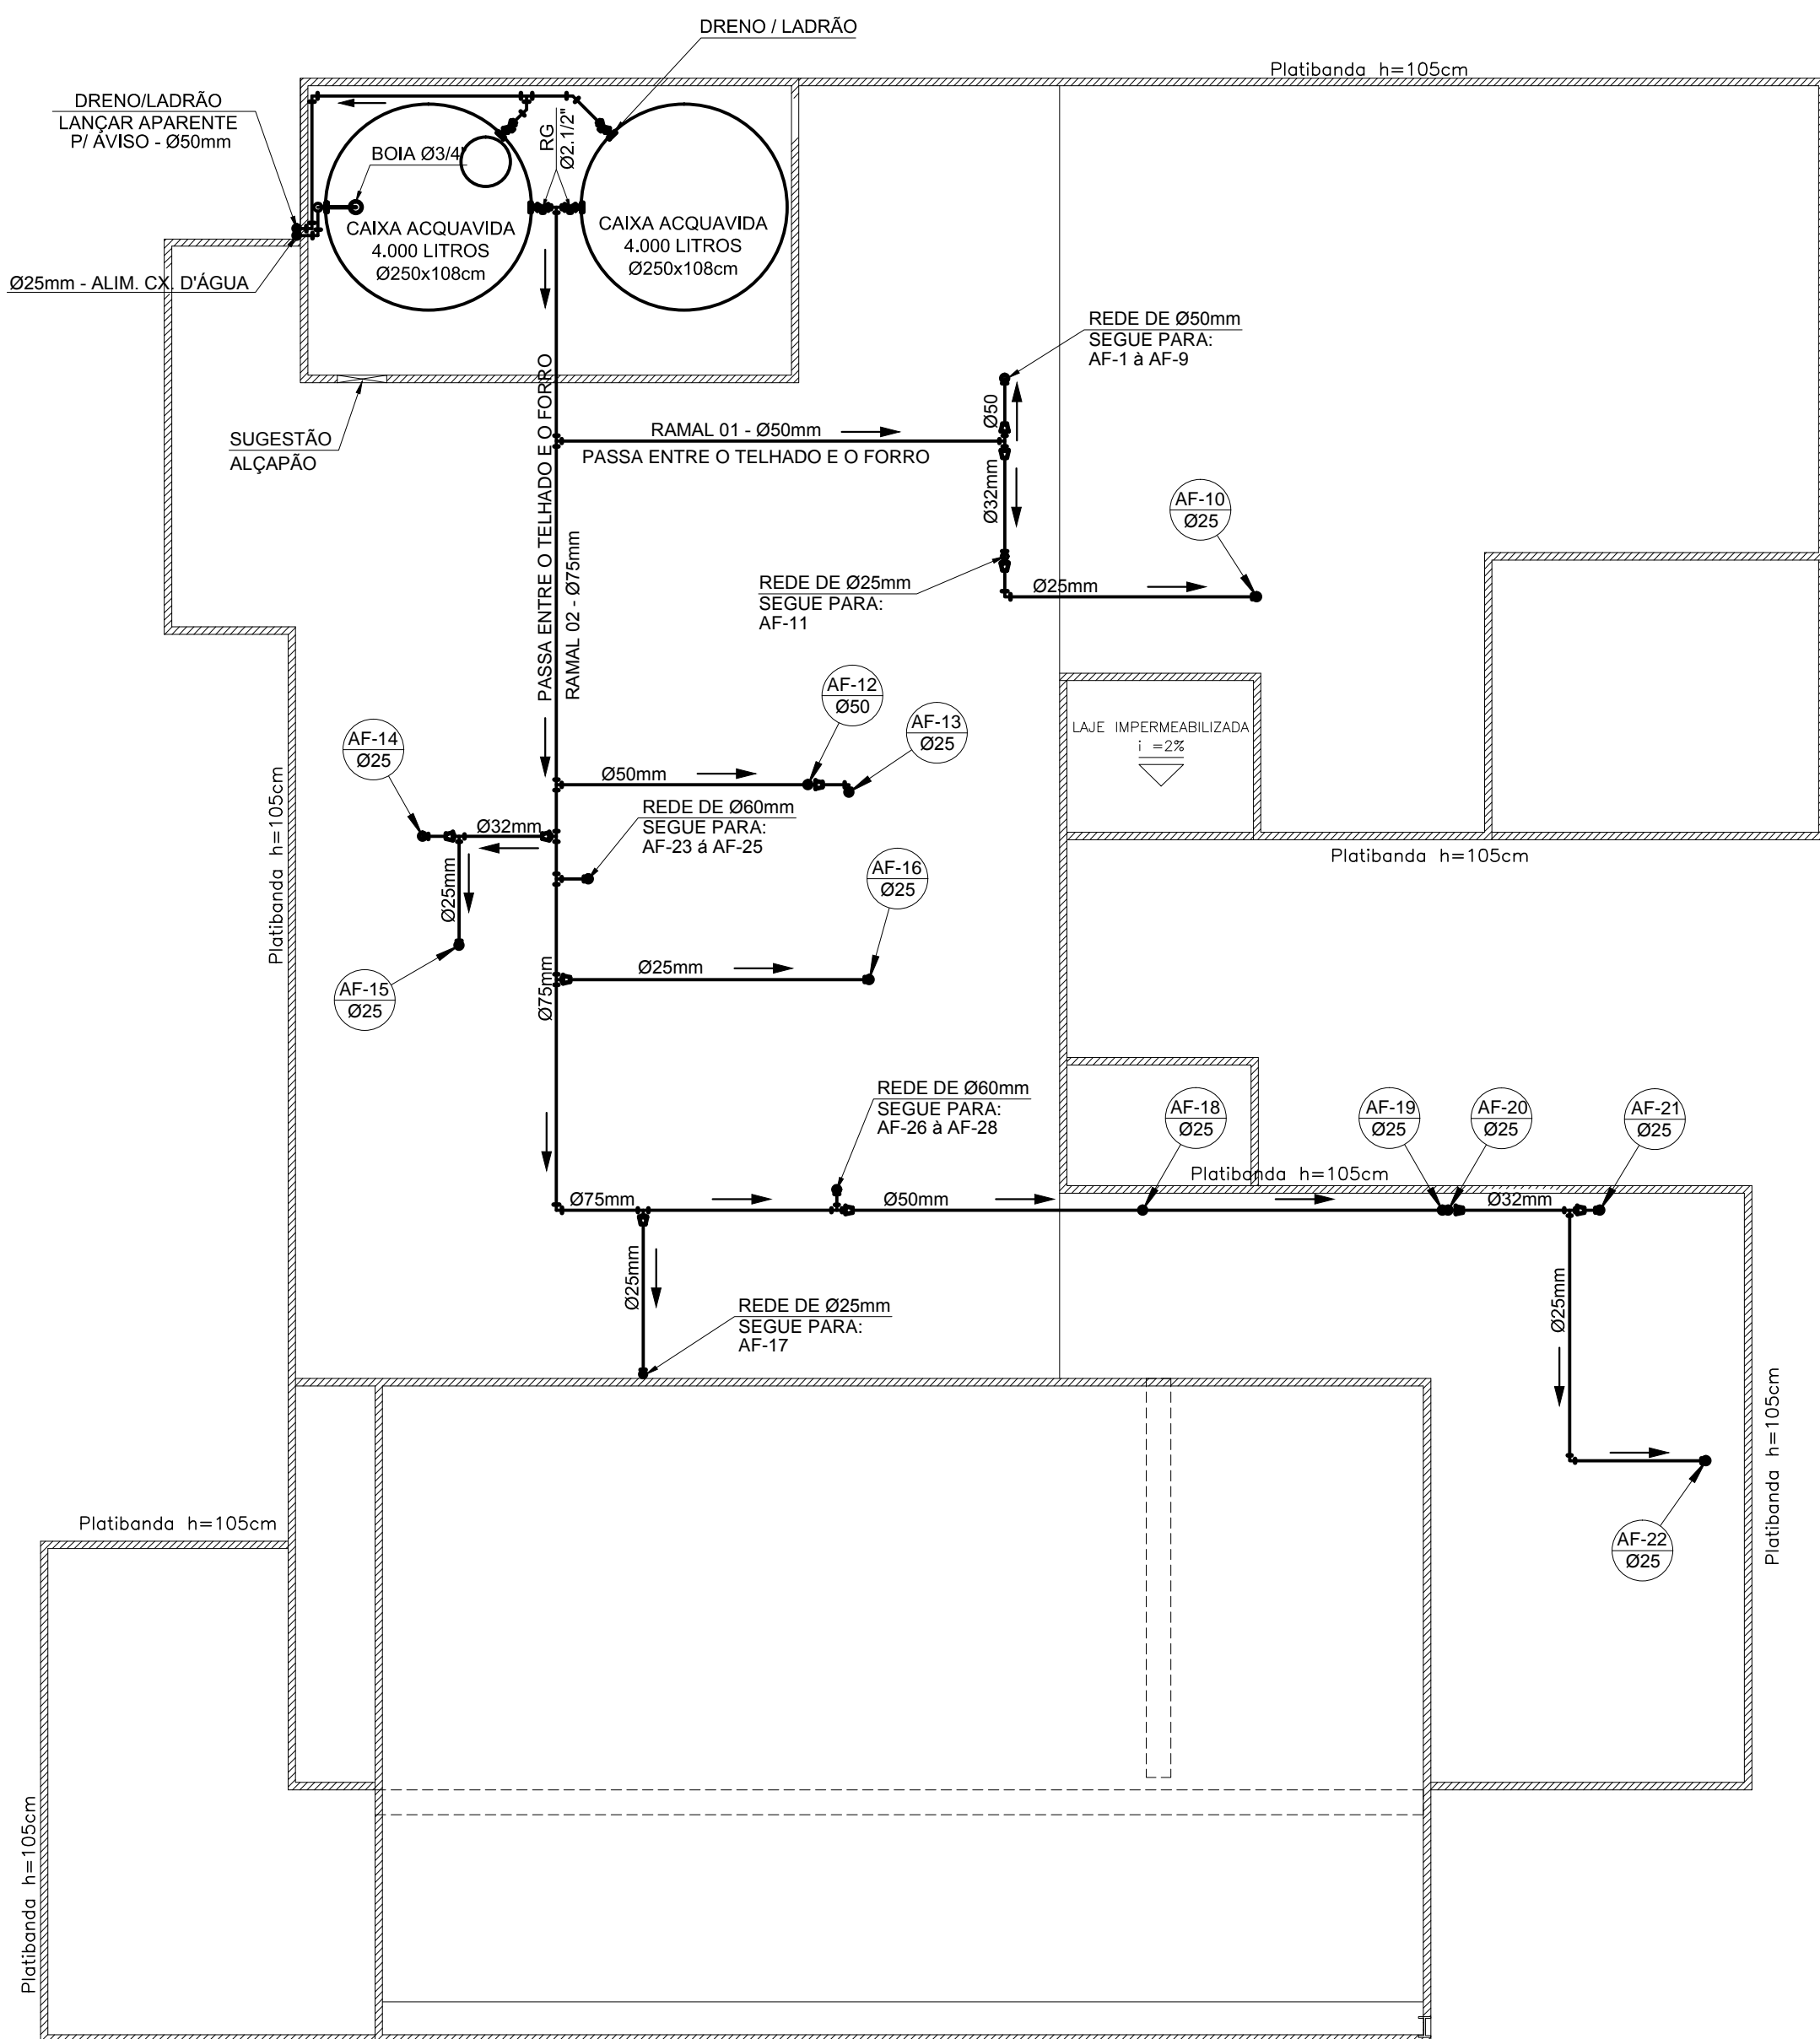 DRENO / LADRÃO
Platibanda h=105cm
DRENO/LADRÃO
LANÇAR APARENTE
P/ AVISO - Ø50mm
RG
Ø2.1/2"
BOIA Ø3/4"
CAIXA ACQUAVIDA
4.000 LITROS
Ø250x108cm
CAIXA ACQUAVIDA
4.000 LITROS
Ø250x108cm
Ø25mm - ALIM. CX. D'ÁGUA
REDE DE Ø50mm
SEGUE PARA:
AF-1 à AF-9
SUGESTÃO
ALÇAPÃO
PASSA ENTRE O TELHADO E O FORRO
RAMAL 02 - Ø75mm
RAMAL 01 - Ø50mm
PASSA ENTRE O TELHADO E O FORRO
Ø50
Ø32mm
AF-10
Ø25
REDE DE Ø25mm
SEGUE PARA:
AF-11
Ø25mm
AF-12
Ø50
AF-13
Ø25
LAJE IMPERMEABILIZADA
i =2%
AF-14
Ø25
Ø50mm
Ø32mm
REDE DE Ø60mm
SEGUE PARA:
AF-23 á AF-25
Platibanda h=105cm
Platibanda h=105cm
AF-16
Ø25
Ø25mm
AF-15
Ø25
Ø75mm
Ø25mm
REDE DE Ø60mm
SEGUE PARA:
AF-26 à AF-28
AF-18
Ø25
AF-19
Ø25
AF-20
Ø25
AF-21
Ø25
Platibanda h=105cm
Ø75mm
Ø50mm
Ø32mm
Ø25mm
REDE DE Ø25mm
SEGUE PARA:
AF-17
Ø25mm
Platibanda h=105cm
AF-22
Ø25
Platibanda h=105cm
Platibanda h=105cm